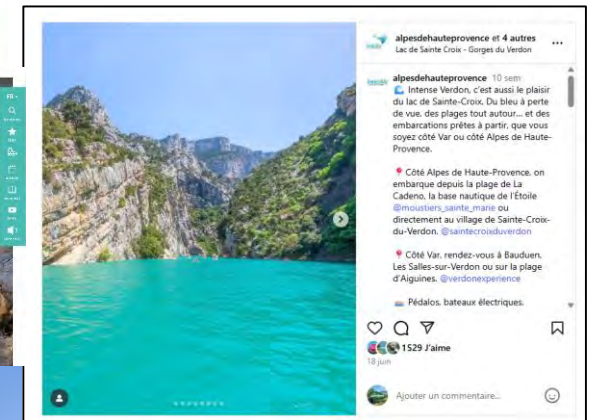 FR
alpesdehauteprovence et 4 autres
Lac de Sainte Croix - Gorges du Verdon
alpesdehauteprovence 10 sem
🌊 Intense Verdon, c'est aussi le plaisir
du lac de Sainte-Croix. Du bleu à perte
de vue, des plages tout autour... et des
embarcations prêtes à partir, que vous
soyez côté Var ou côté Alpes de Haute-
Provence.
📍 Côté Alpes de Haute-Provence, on
embarque depuis la plage de La
Cadeno, la base nautique de l'Étoile
@moustiers_sainte_marie ou
directement au village de Sainte-Croix-
du-Verdon. @saintecroixduverdon
📍 Côté Var, rendez-vous à Bauduen,
Les Salles-sur-Verdon ou sur la plage
d'Aiguines. @verdonexperience
🚤 Pédalos, bateaux électriques,
1 529 J'aime
18 juin
Ajouter un commentaire...